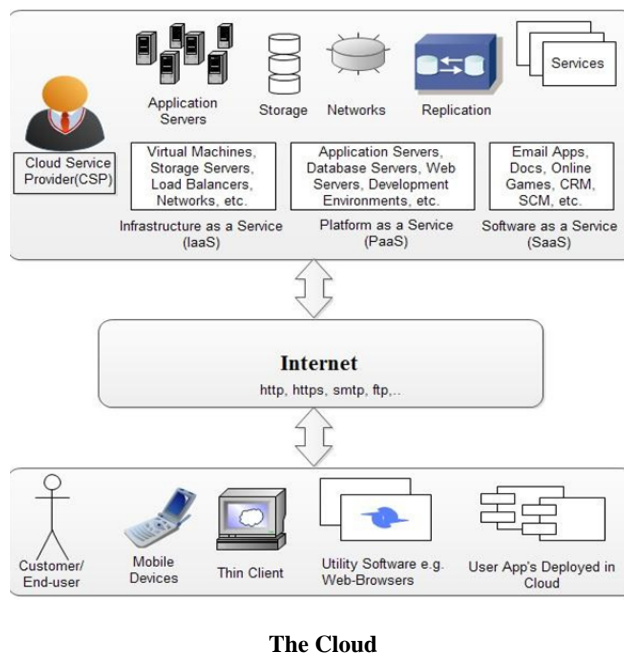 Application
Servers
Storage
Networks
Replication
Services
Cloud Service
Provider(CSP)
Virtual Machines,
Storage Servers,
Load Balancers,
Networks, etc.
Infrastructure as a Service
(IaaS)
Application Servers,
Database Servers, Web
Servers, Development
Environments, etc.
Platform as a Service
(PaaS)
Email Apps,
Docs, Online
Games, CRM,
SCM, etc.
Software as a Service
(SaaS)
Internet
http, https, smtp, ftp,..
Customer/
End-user
Mobile
Devices
Thin Client
Utility Software e.g.
Web-Browsers
User App's Deployed in
Cloud
The Cloud